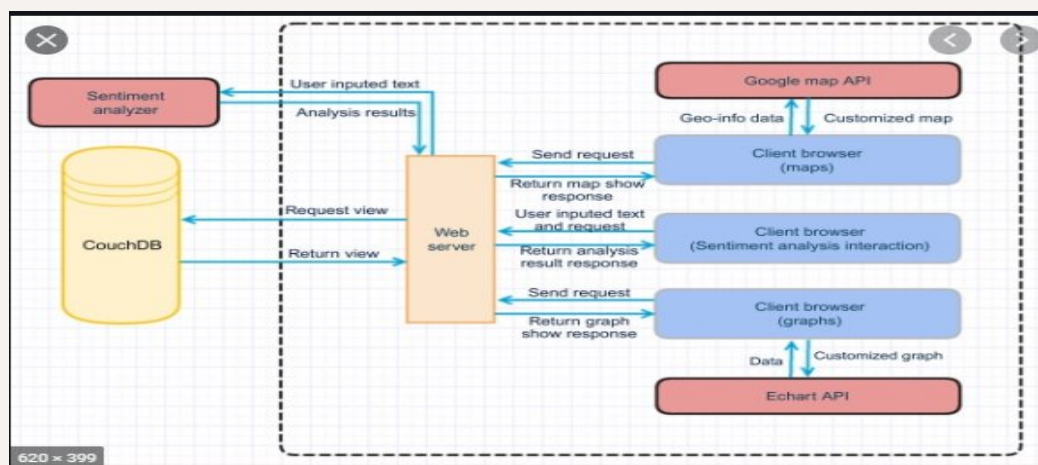 User inputed text
Sentiment
analyzer
Analysis results
Google map API
Geo-info data
Customized map
Send request
Client browser
(maps)
Return map show
response
Request view
User inputed text
and request
Client browser
(Sentiment analysis interaction)
CouchDB
Web
server
Return view
Return analysis
result response
Send request
Client browser
(graphs)
Return graph
show response
Data
Customized graph
Echart API
620 × 399